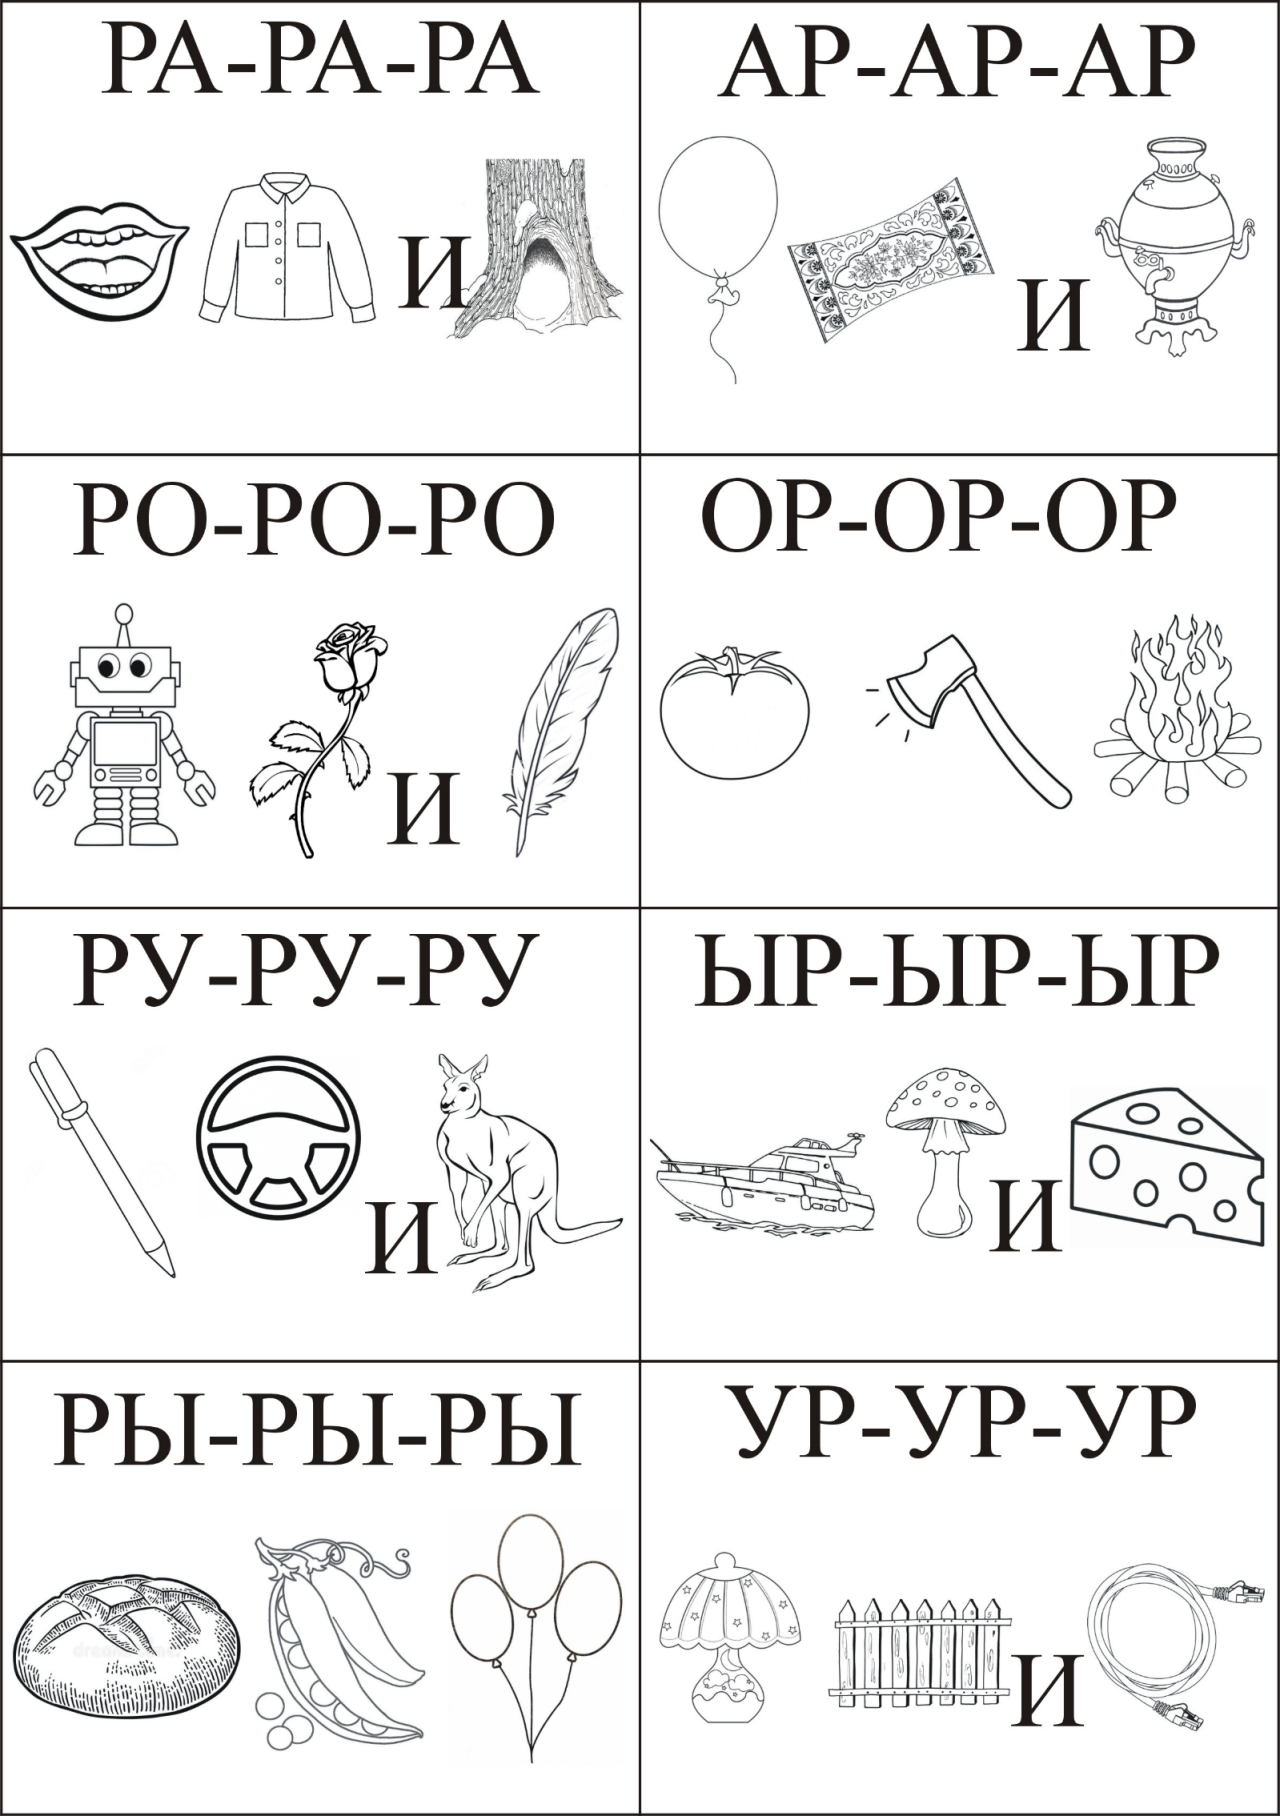 РА-РА-РА
И
АР-АР-АР
И
РО-РО-РО
И
ОР-ОР-ОР
РУ-РУ-РУ
И
ЫР-ЫР-ЫР
И
РЫ-РЫ-РЫ
УР-УР-УР
И